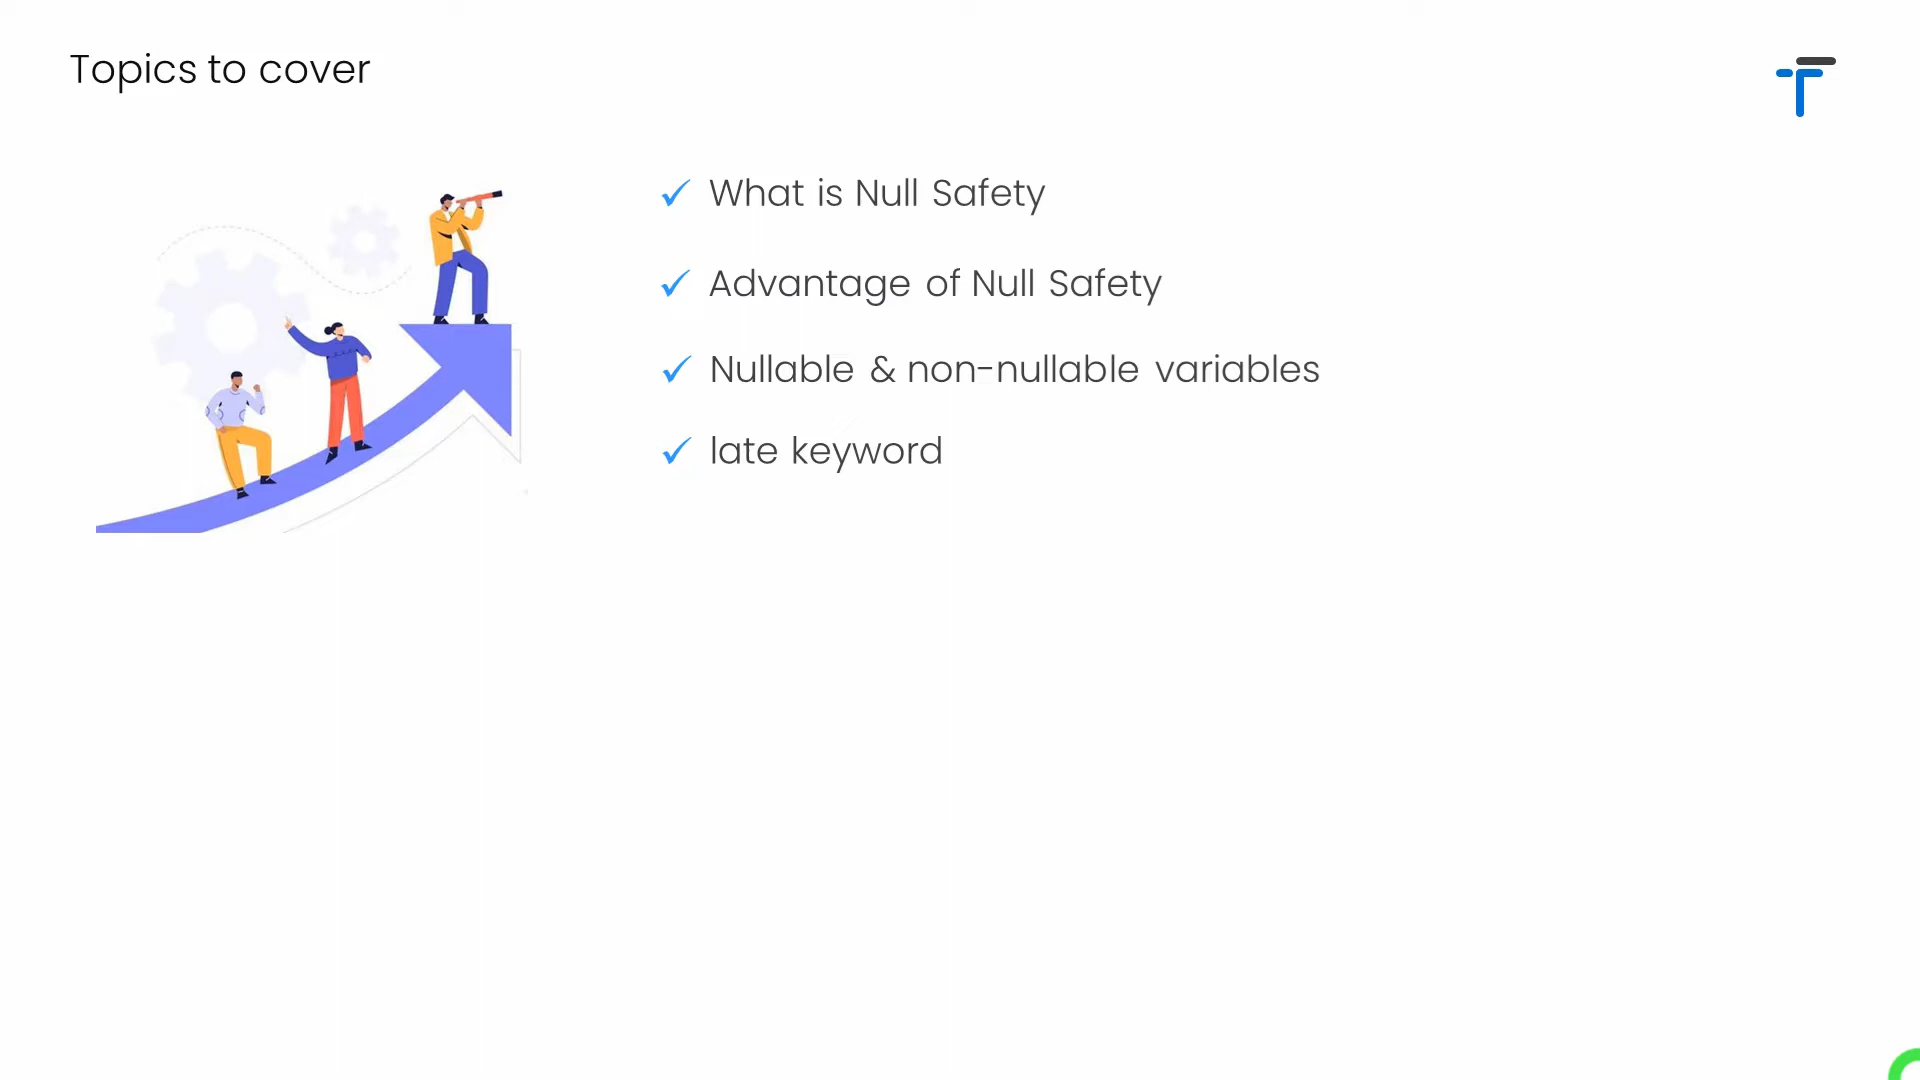 Topics to cover
What is Null Safety
Advantage of Null Safety
Nullable & non-nullable variables
late keyword